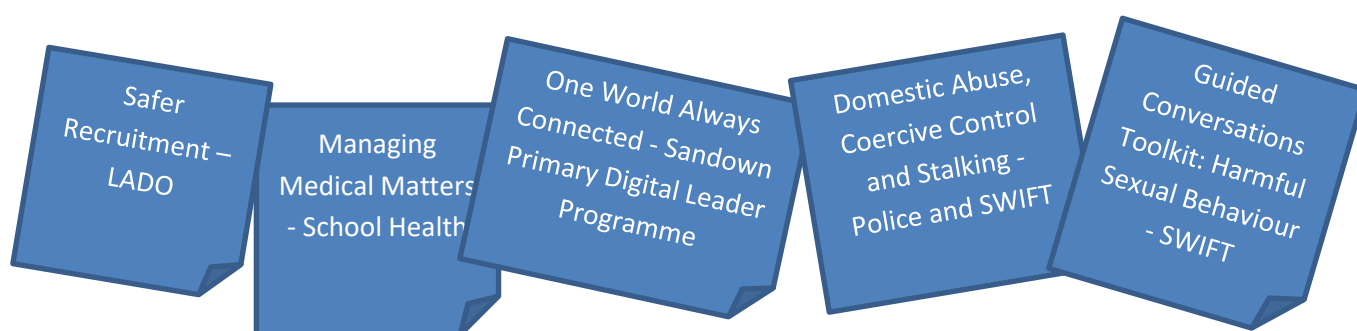 Safer
Recruitment –
LADO
Managing
Medical Matters
- School Health
One World Always
Connected - Sandown
Primary Digital Leader
Programme
Domestic Abuse,
Coercive Control
and Stalking -
Police and SWIFT
Guided
Conversations
Toolkit: Harmful
Sexual Behaviour
- SWIFT